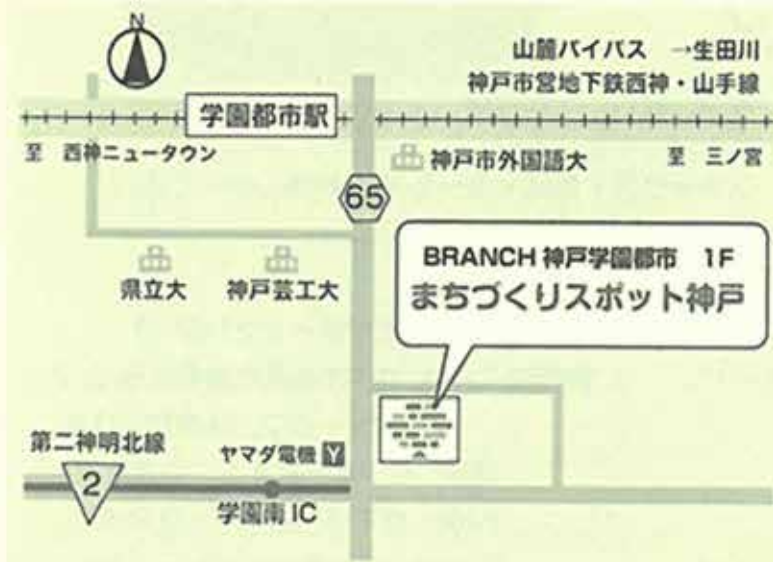 N
山麓バイパス →生田川
神戸市営地下鉄西神・山手線
学園都市駅
至 西神ニュータウン
神戸市外国語大
至 三ノ宮
65
県立大
神戸芸工大
BRANCH 神戸学園都市 1F
まちづくりスポット神戸
第二神明北線
2
ヤマダ電機 Y
学園南 IC